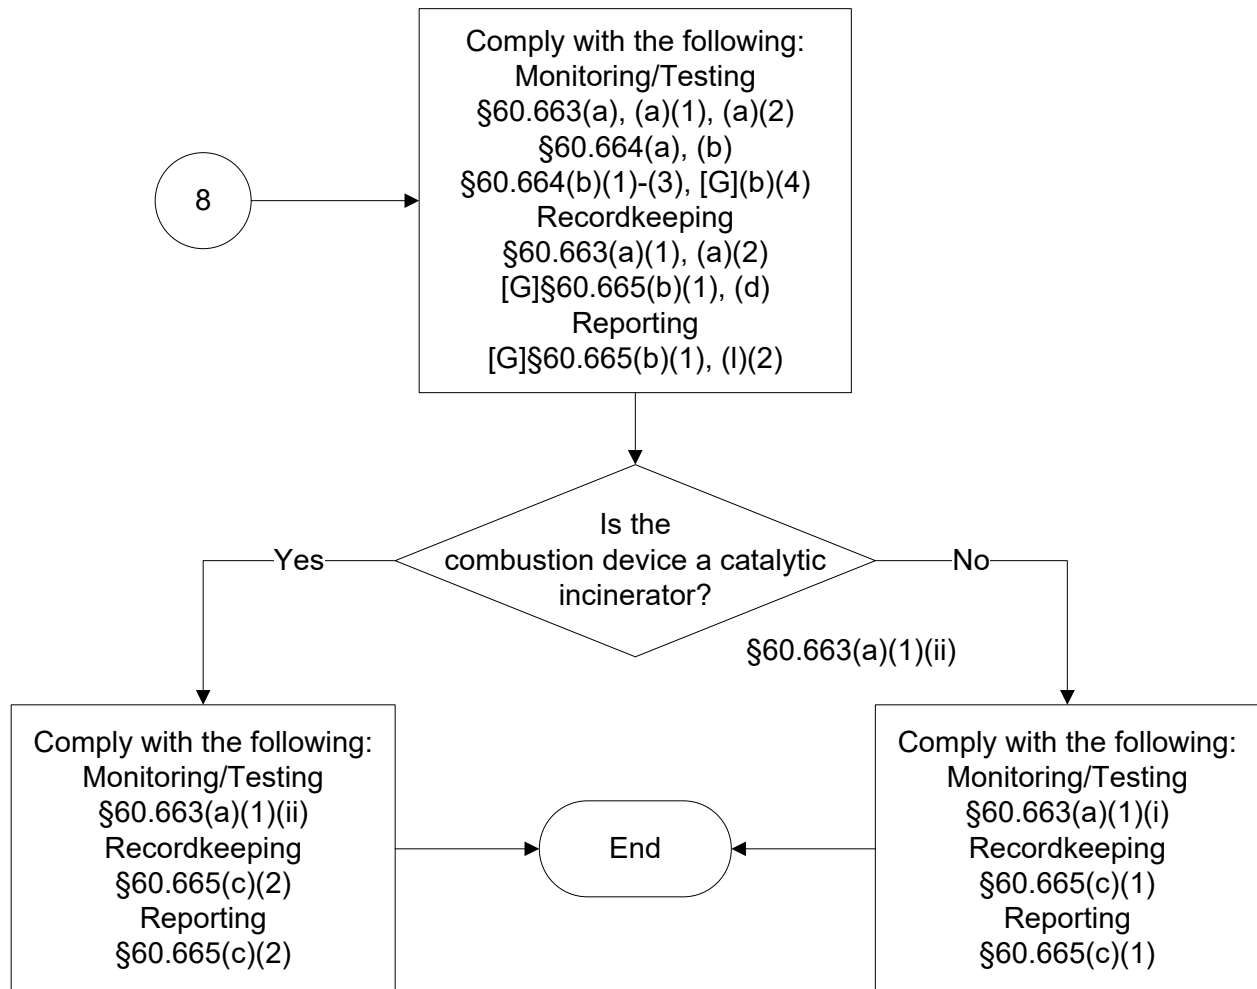 Comply with the following:
Monitoring/Testing
§60.663(a), (a)(1), (a)(2)
§60.664(a), (b)
§60.664(b)(1)-(3), [G](b)(4)
Recordkeeping
§60.663(a)(1), (a)(2)
[G]§60.665(b)(1), (d)
Reporting
[G]§60.665(b)(1), (l)(2)
8
Is the
combustion device a catalytic
incinerator?
Yes
No
§60.663(a)(1)(ii)
Comply with the following:
Monitoring/Testing
§60.663(a)(1)(ii)
Recordkeeping
§60.665(c)(2)
Reporting
§60.665(c)(2)
End
Comply with the following:
Monitoring/Testing
§60.663(a)(1)(i)
Recordkeeping
§60.665(c)(1)
Reporting
§60.665(c)(1)